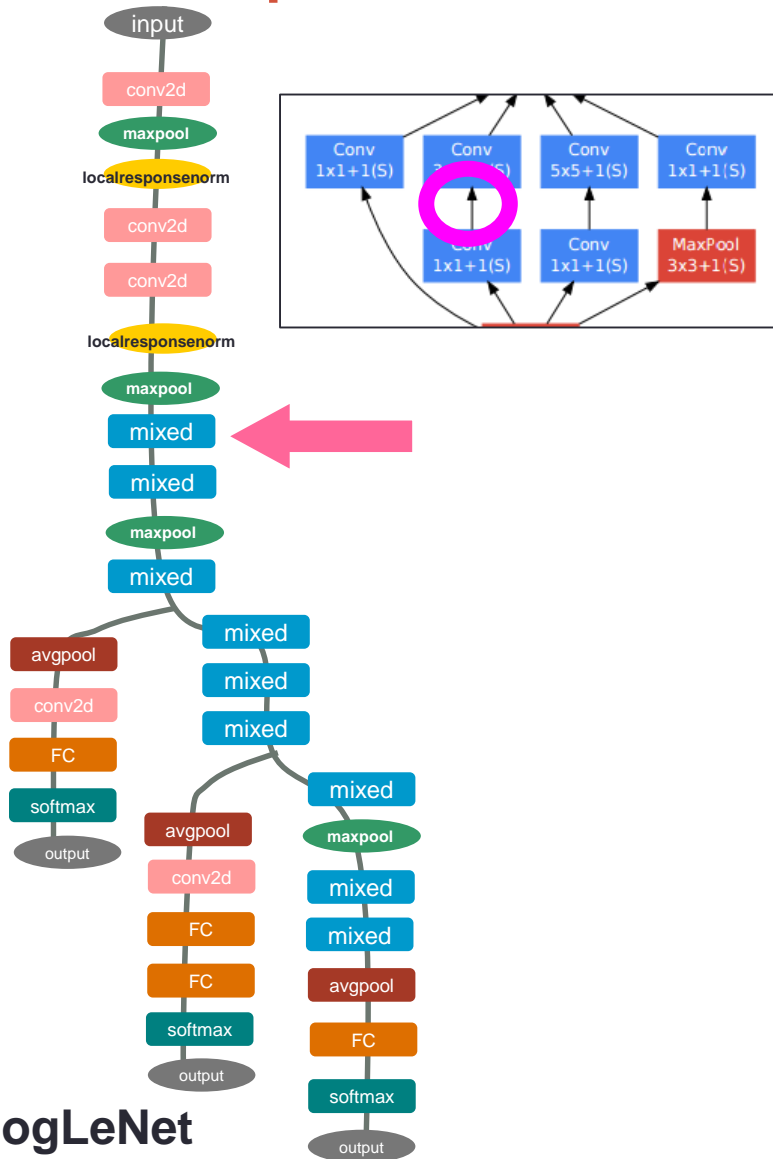 input
conv2d
maxpool
localresponsenorm
conv2d
conv2d
localresponsenorm
maxpool
mixed
mixed
maxpool
mixed
avgpool
conv2d
FC
softmax
output
mixed
mixed
mixed
avgpool
conv2d
FC
FC
softmax
output
mixed
maxpool
mixed
mixed
avgpool
FC
softmax
output
Conv
1x1+1(S)
Conv
Conv
5x5+1(S)
Conv
1x1+1(S)
Conv
1x1+1(S)
Conv
1x1+1(S)
MaxPool
3x3+1(S)
ogLeNet